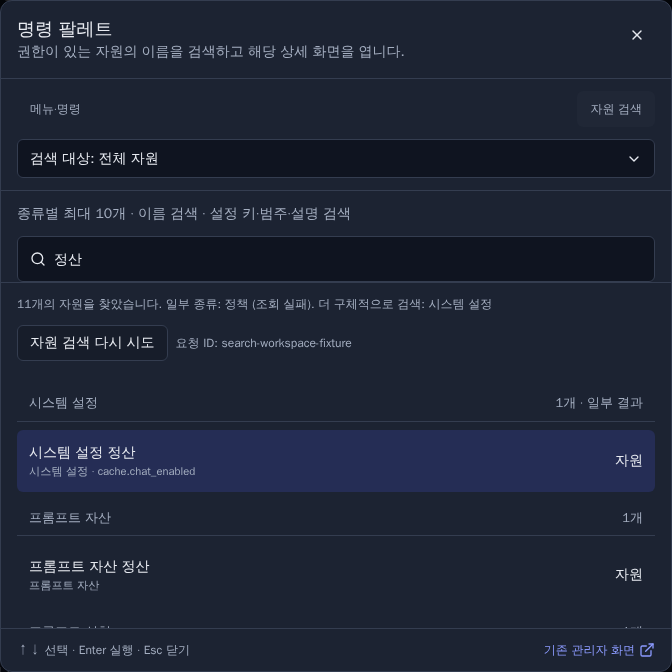 명령 팔레트
권한이 있는 자원의 이름을 검색하고 해당 상세 화면을 엽니다.
메뉴·명령
자원 검색
검색 대상: 전체 자원
종류별 최대 10개 · 이름 검색 · 설정 키·범주·설명 검색
정산
11개의 자원을 찾았습니다. 일부 종류: 정책 (조회 실패). 더 구체적으로 검색: 시스템 설정
자원 검색 다시 시도 요청 ID: search-workspace-fixture
시스템 설정 1개 · 일부 결과
시스템 설정 정산 자원
시스템 설정 · cache.chat_enabled
프롬프트 자산 1개
프롬프트 자산 정산 자원
프롬프트 자산
↑ ↓ 선택 · Enter 실행 · Esc 닫기 기존 관리자 화면